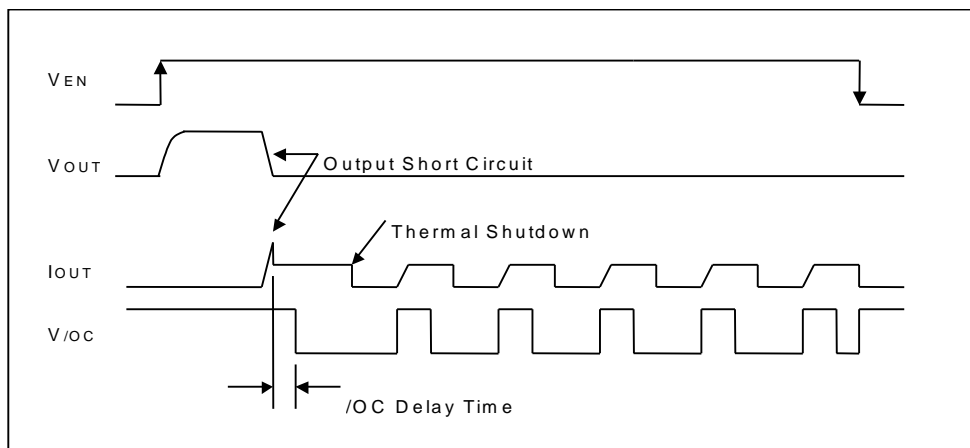 VEN
VOUT
Output Short Circuit
Thermal Shutdown
IOUT
V/OC
/OC Delay Time